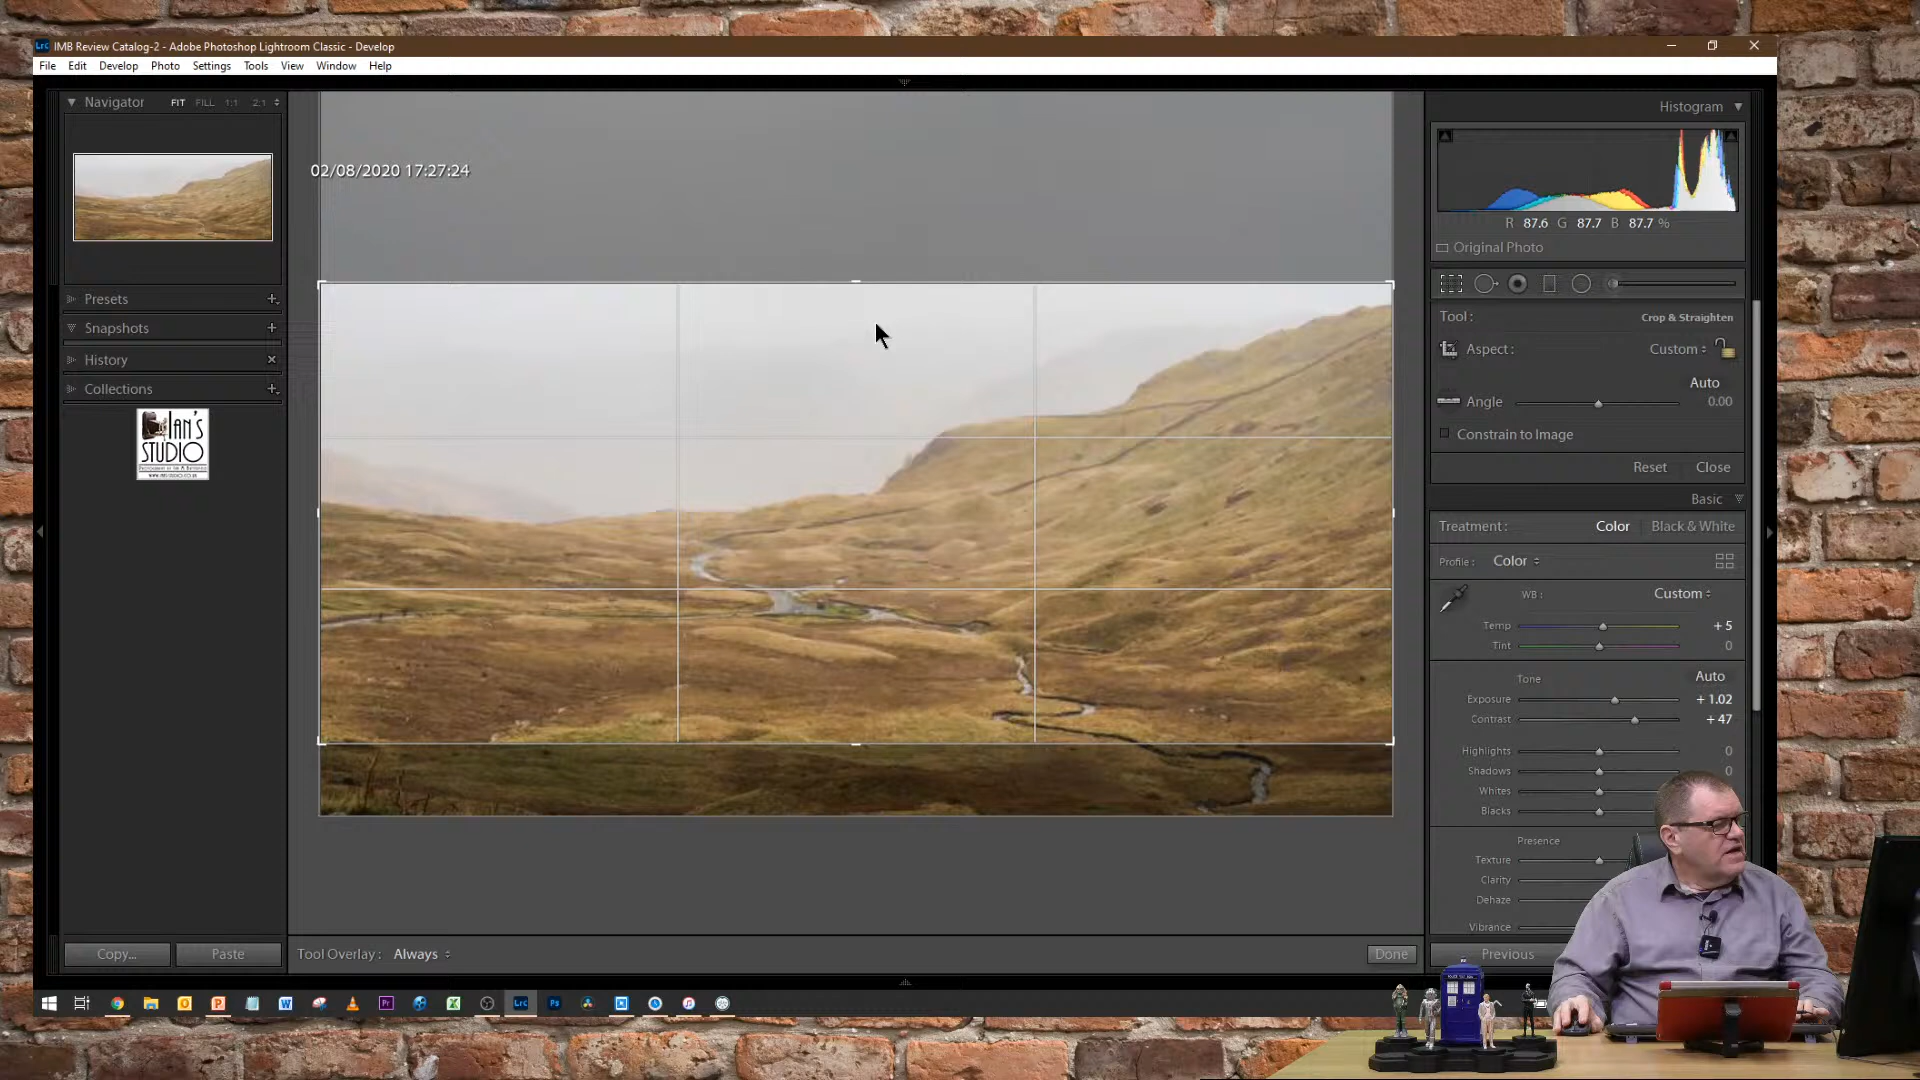 IMB Review Catalog-2 - Adobe Photoshop Lightroom Classic - Develop
File Edit Develop Photo Settings Tools View Window Help
Navigator FIT FILL 1:1 2:1
Histogram
02/08/2020 17:27:24
R 87.6 G 87.7 B 87.7 %
Original Photo
Presets
Snapshots
History
Collections
IAN'S
STUDIO
Tool : Crop & Straighten
Aspect : Custom
Auto
Angle 0.00
Constrain to Image
Reset Close
Basic
Treatment : Color Black & White
Profile : Color
WB : Custom
Temp + 5
Tint 0
Tone Auto
Exposure + 1.02
Contrast + 47
Highlights 0
Shadows 0
Whites
Blacks
Presence
Texture
Clarity
Dehaze
Vibrance
Copy... Paste
Tool Overlay : Always
Done
Previous